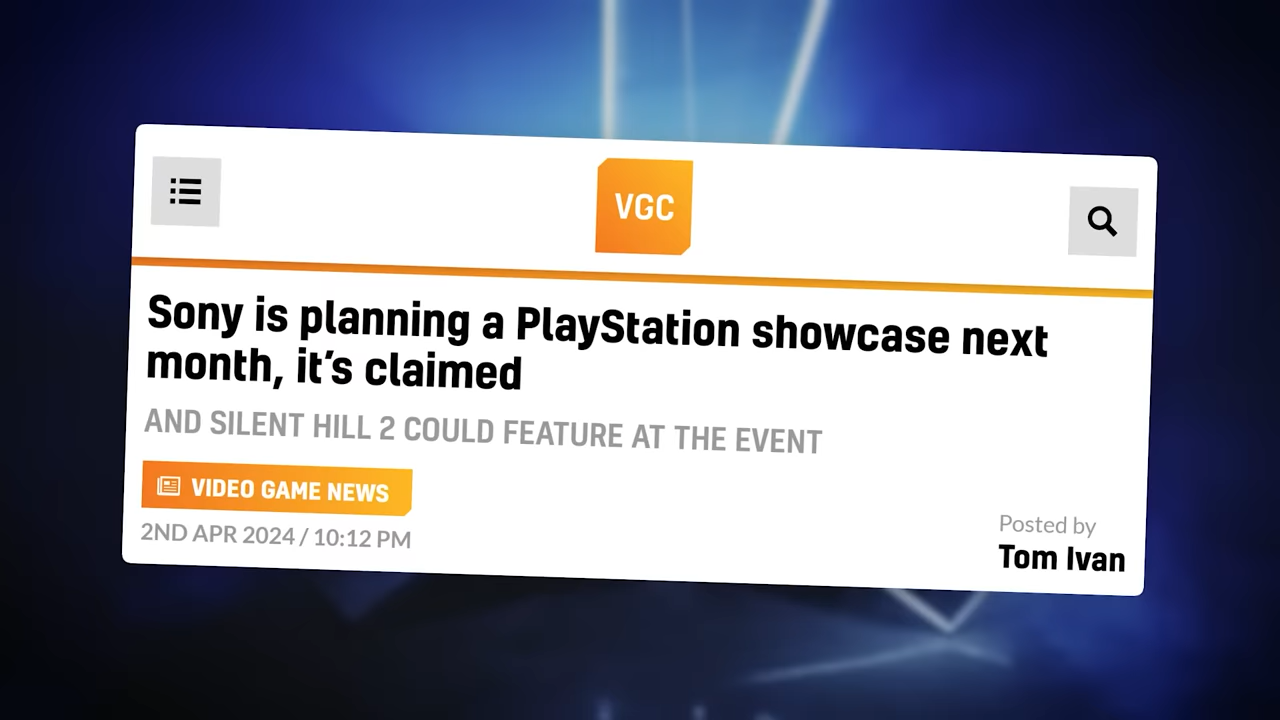 VGC
Sony is planning a PlayStation showcase next
month, it's claimed
AND SILENT HILL 2 COULD FEATURE AT THE EVENT
VIDEO GAME NEWS
2ND APR 2024 / 10:12 PM
Posted by
Tom Ivan